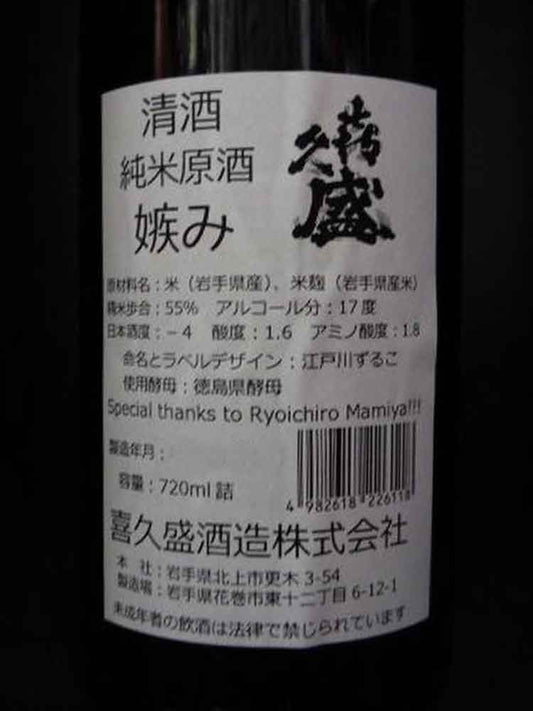 清酒
純米原酒
嫉み
喜久盛
原材料名：米（岩手県産）、米麹（岩手県産米）
精米歩合：55%　アルコール分：17度
日本酒度：－4　酸度：1.6　アミノ酸度：1.8
命名とラベルデザイン：江戸川ずるこ
使用酵母：徳島県酵母
Special thanks to Ryoichiro Mamiya!!!
製造年月：
容量：720ml詰
4 982618 226118
喜久盛酒造株式会社
本　社：岩手県北上市更木 3-54
製造場：岩手県花巻市東十二丁目 6-12-1
未成年者の飲酒は法律で禁じられています